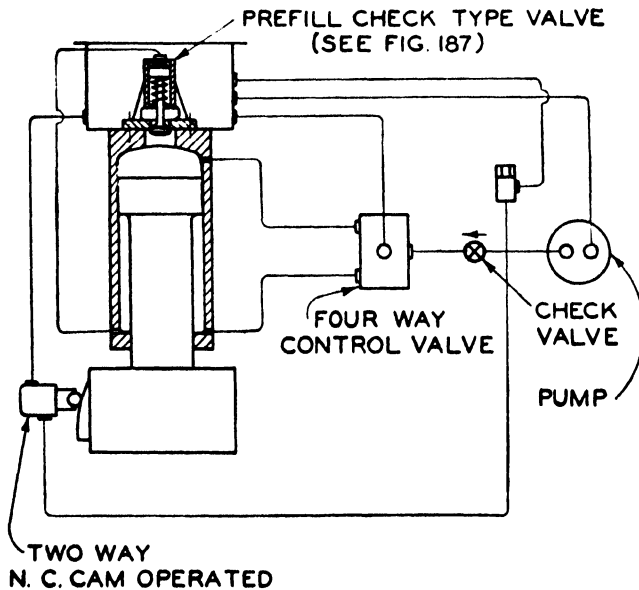 PREFILL CHECK TYPE VALVE
(SEE FIG. 187)
FOUR WAY
CONTROL VALVE
CHECK
VALVE
PUMP
TWO WAY
N. C. CAM OPERATED